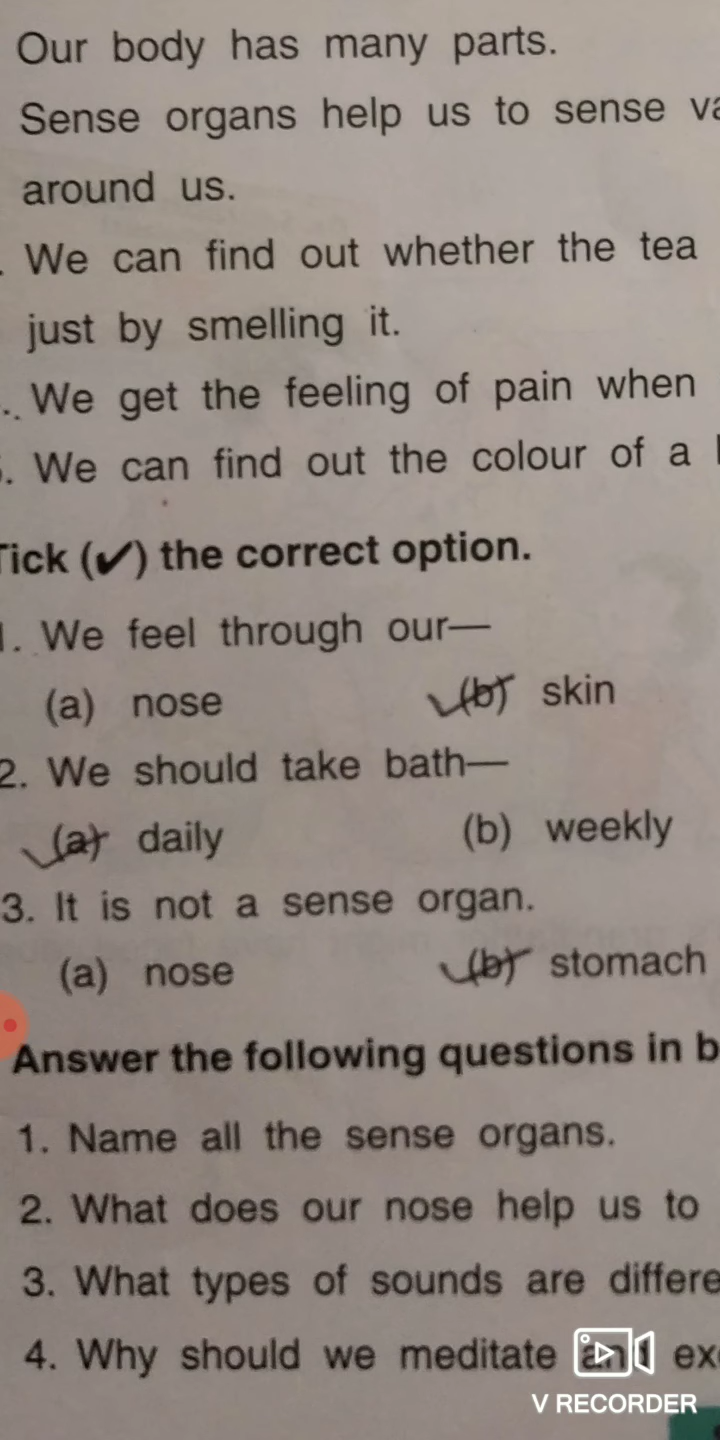 Our body has many parts.
Sense organs help us to sense
around us.
. We can find out whether the tea
just by smelling it.
. We get the feeling of pain when
. We can find out the colour of a
Tick (✔) the correct option.
1. We feel through our—
(a) nose (b) skin
2. We should take bath—
(a) daily (b) weekly
3. It is not a sense organ.
(a) nose (b) stomach
Answer the following questions in
1. Name all the sense organs.
2. What does our nose help us to
3. What types of sounds are
4. Why should we meditate and
V RECORDER